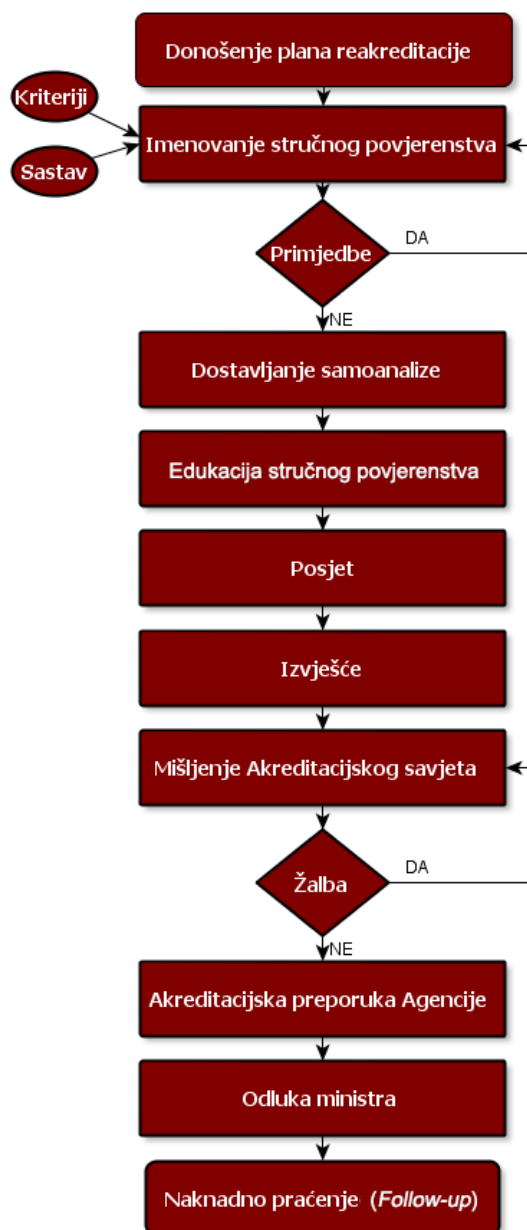 Donošenje plana reakreditacije
Kriteriji
Imenovanje stručnog povjerenstva
Sastav
Primjedbe
DA
NE
Dostavljanje samoanalize
Edukacija stručnog povjerenstva
Posjet
Izvješće
Mišljenje Akreditacijskog savjeta
Žalba
DA
NE
Akreditacijska preporuka Agencije
Odluka ministra
Naknadno praćenje (Follow-up)